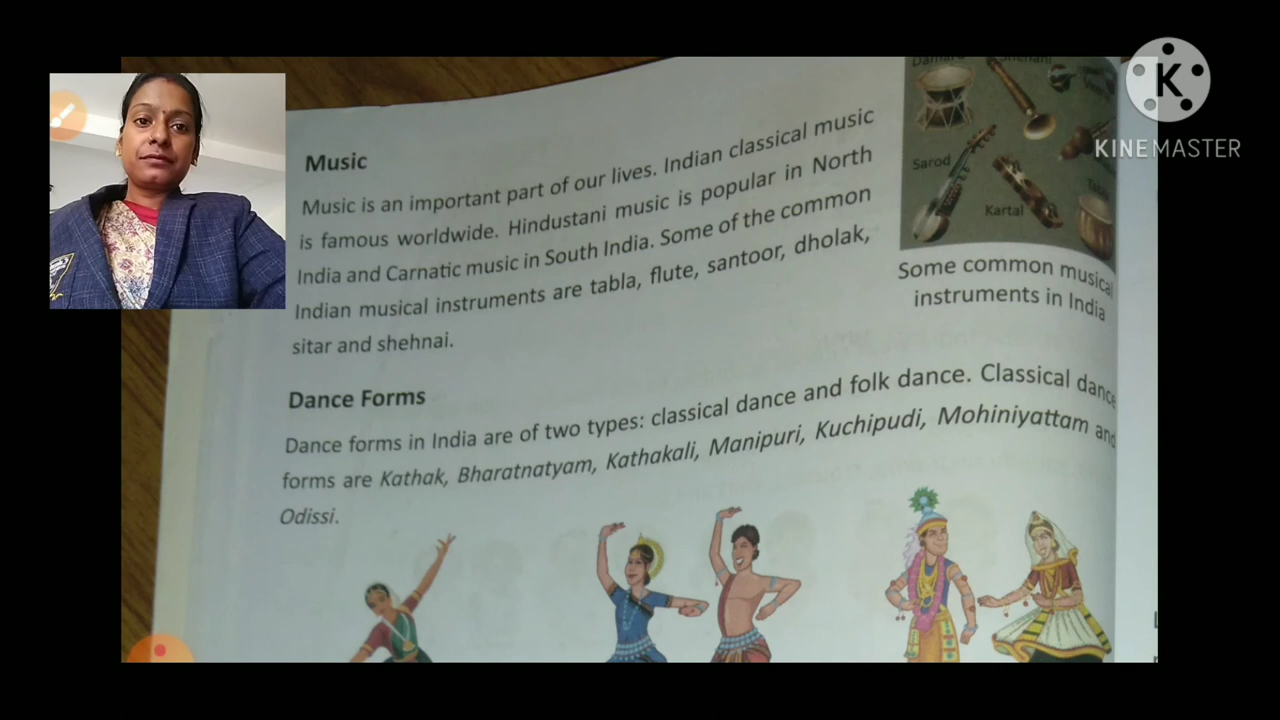 Music
Music is an important part of our lives. Indian classical music
is famous worldwide. Hindustani music is popular in North
India and Carnatic music in South India. Some of the common
Indian musical instruments are tabla, flute, santoor, dholak,
sitar and shehnai.
Sarod
Kartal
Some common musical
instruments in India
Dance Forms
Dance forms in India are of two types: classical dance and folk dance. Classical dance
forms are Kathak, Bharatnatyam, Kathakali, Manipuri, Kuchipudi, Mohiniyattam and
Odissi.
K
KINEMASTER